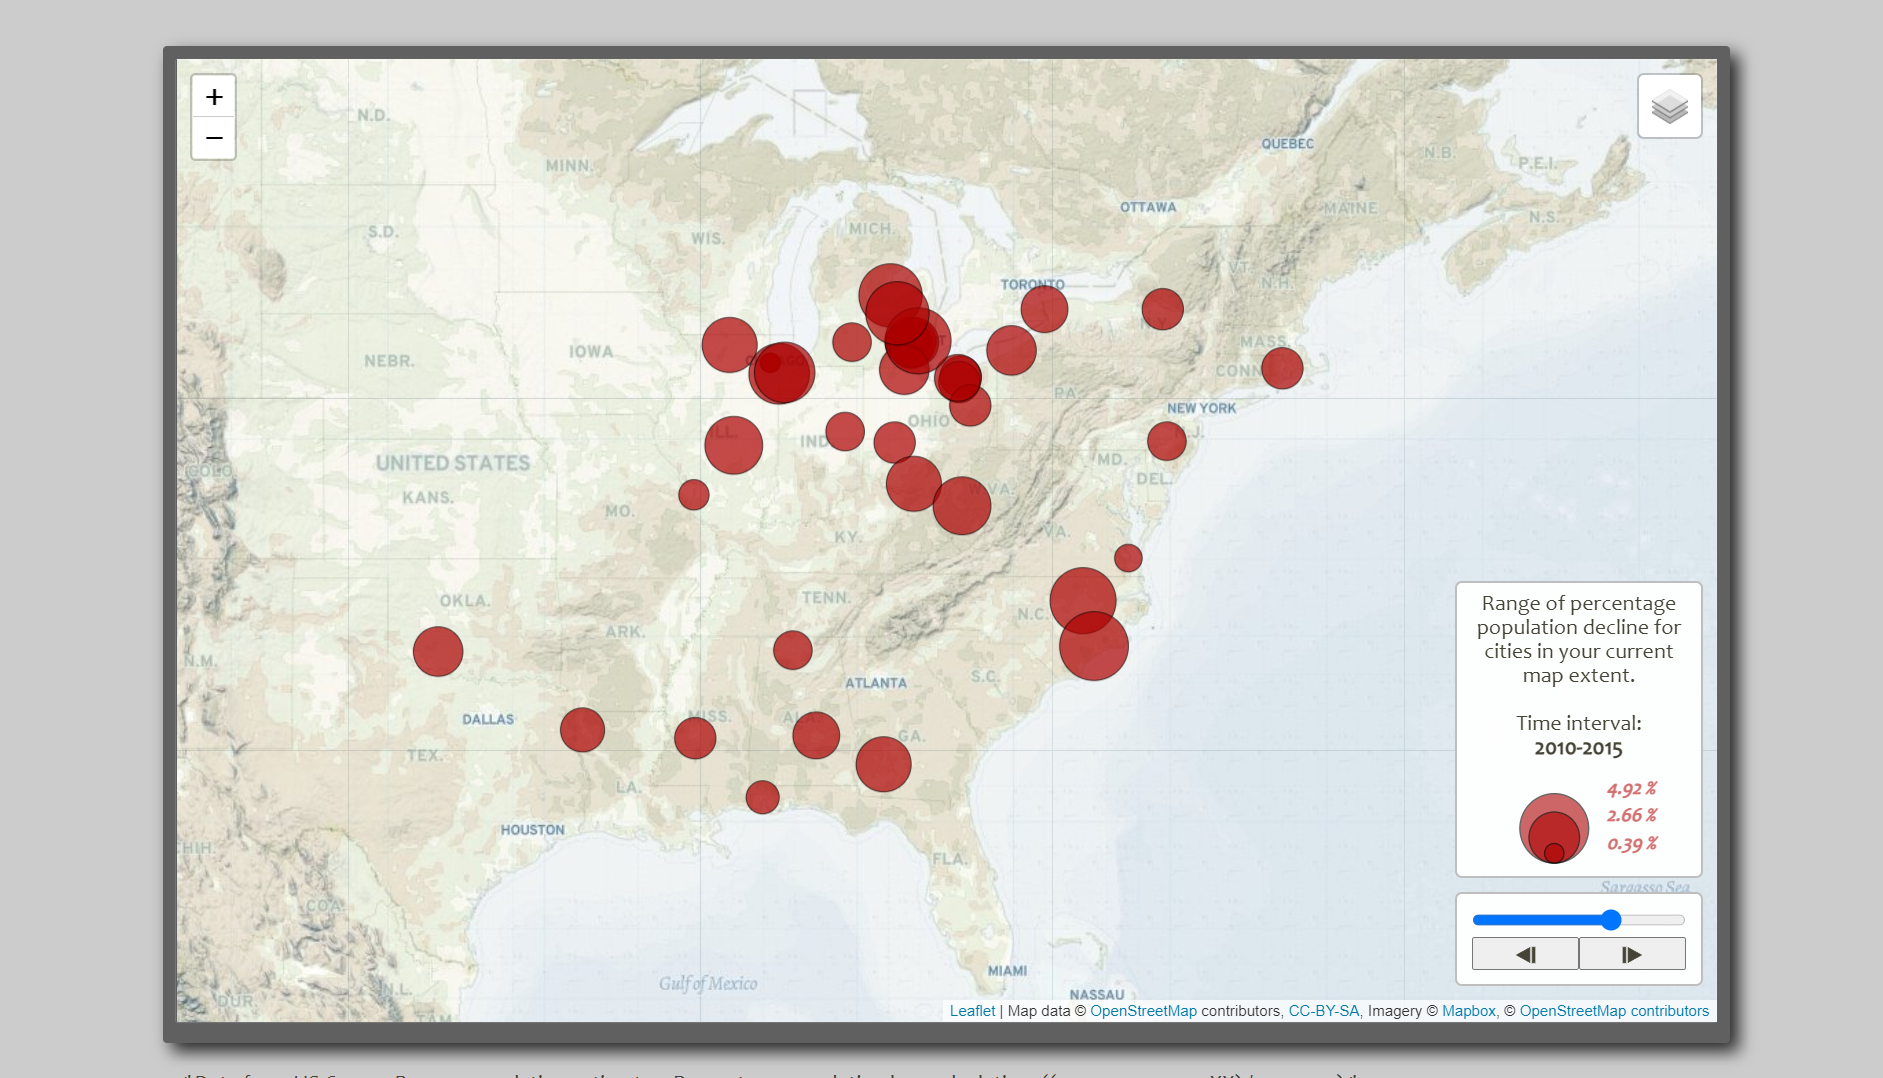 +
−
N.D.
MINN.
QUEBEC
N.B.
P.E.I.
OTTAWA
MAINE
N.S.
S.D.
WIS.
MICH.
VT.
N.H.
TORONTO
N.Y.
IOWA
NEBR.
MASS.
CONN
PA.
NEW YORK
OHIO
ILL.
IND
N.J.
UNITED STATES
MD.
COLO
DEL.
KANS.
W.VA.
MO.
KY.
VA.
OKLA.
TENN.
N.C.
ARK.
N.M.
S.C.
ATLANTA
DALLAS
MISS.
ALA.
GA.
TEX.
LA.
HOUSTON
HIH.
FLA.
COA.
Gulf of Mexico
MIAMI
N.L.
NASSAU
DUR.
TAM
Range of percentage
population decline for
cities in your current
map extent.
Time interval:
2010-2015
4.92 %
2.66 %
0.39 %
Sargasso Sea
Leaflet | Map data © OpenStreetMap contributors, CC-BY-SA, Imagery © Mapbox, © OpenStreetMap contributors